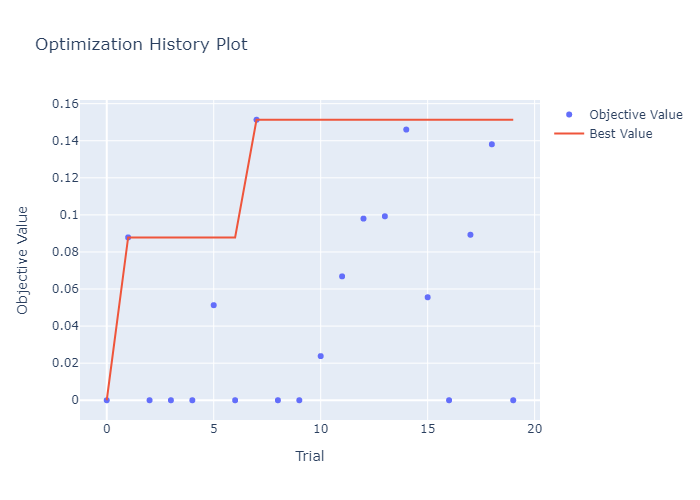 Optimization History Plot
Objective Value
Best Value
0.16
0.14
0.12
0.1
0.08
0.06
0.04
0.02
0
Objective Value
0 5 10 15 20
Trial